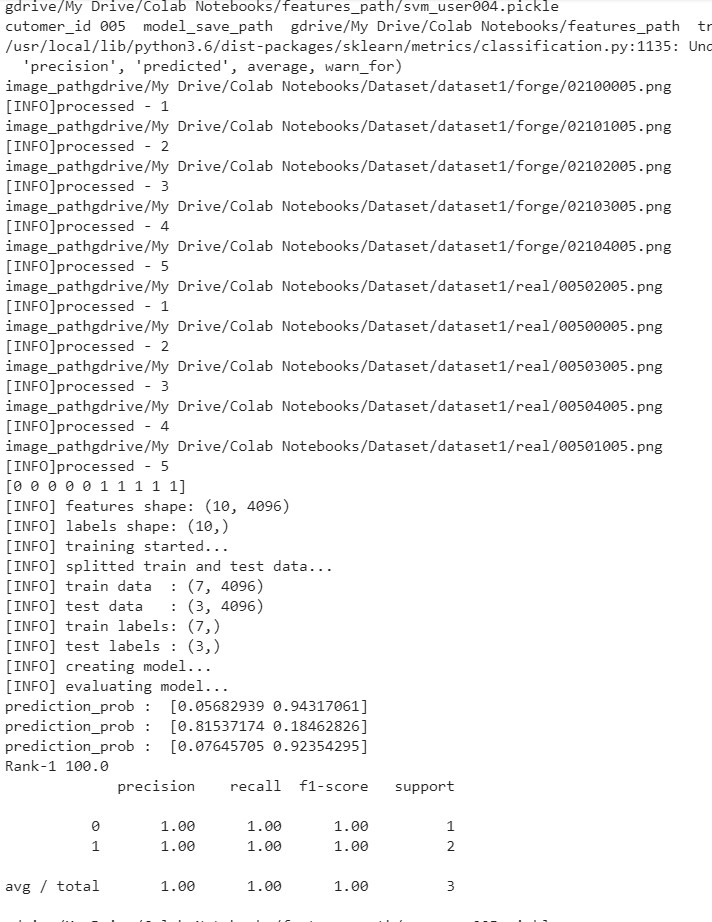 gdrive/My Drive/Colab Notebooks/features_path/svm_user004.pickle
cutomer_id 005  model_save_path  gdrive/My Drive/Colab Notebooks/features_path  tr
/usr/local/lib/python3.6/dist-packages/sklearn/metrics/classification.py:1135: Und
  'precision', 'predicted', average, warn_for)
image_pathgdrive/My Drive/Colab Notebooks/Dataset/dataset1/forge/02100005.png
[INFO]processed - 1
image_pathgdrive/My Drive/Colab Notebooks/Dataset/dataset1/forge/02101005.png
[INFO]processed - 2
image_pathgdrive/My Drive/Colab Notebooks/Dataset/dataset1/forge/02102005.png
[INFO]processed - 3
image_pathgdrive/My Drive/Colab Notebooks/Dataset/dataset1/forge/02103005.png
[INFO]processed - 4
image_pathgdrive/My Drive/Colab Notebooks/Dataset/dataset1/forge/02104005.png
[INFO]processed - 5
image_pathgdrive/My Drive/Colab Notebooks/Dataset/dataset1/real/00502005.png
[INFO]processed - 1
image_pathgdrive/My Drive/Colab Notebooks/Dataset/dataset1/real/00500005.png
[INFO]processed - 2
image_pathgdrive/My Drive/Colab Notebooks/Dataset/dataset1/real/00503005.png
[INFO]processed - 3
image_pathgdrive/My Drive/Colab Notebooks/Dataset/dataset1/real/00504005.png
[INFO]processed - 4
image_pathgdrive/My Drive/Colab Notebooks/Dataset/dataset1/real/00501005.png
[INFO]processed - 5
[0 0 0 0 0 1 1 1 1 1]
[INFO] features shape: (10, 4096)
[INFO] labels shape: (10,)
[INFO] training started...
[INFO] splitted train and test data...
[INFO] train data  : (7, 4096)
[INFO] test data   : (3, 4096)
[INFO] train labels: (7,)
[INFO] test labels : (3,)
[INFO] creating model...
[INFO] evaluating model...
prediction_prob :  [0.05682939 0.94317061]
prediction_prob :  [0.81537174 0.18462826]
prediction_prob :  [0.07645705 0.92354295]
Rank-1 100.0
             precision    recall  f1-score   support
          0       1.00      1.00      1.00         1
          1       1.00      1.00      1.00         2
avg / total       1.00      1.00      1.00         3